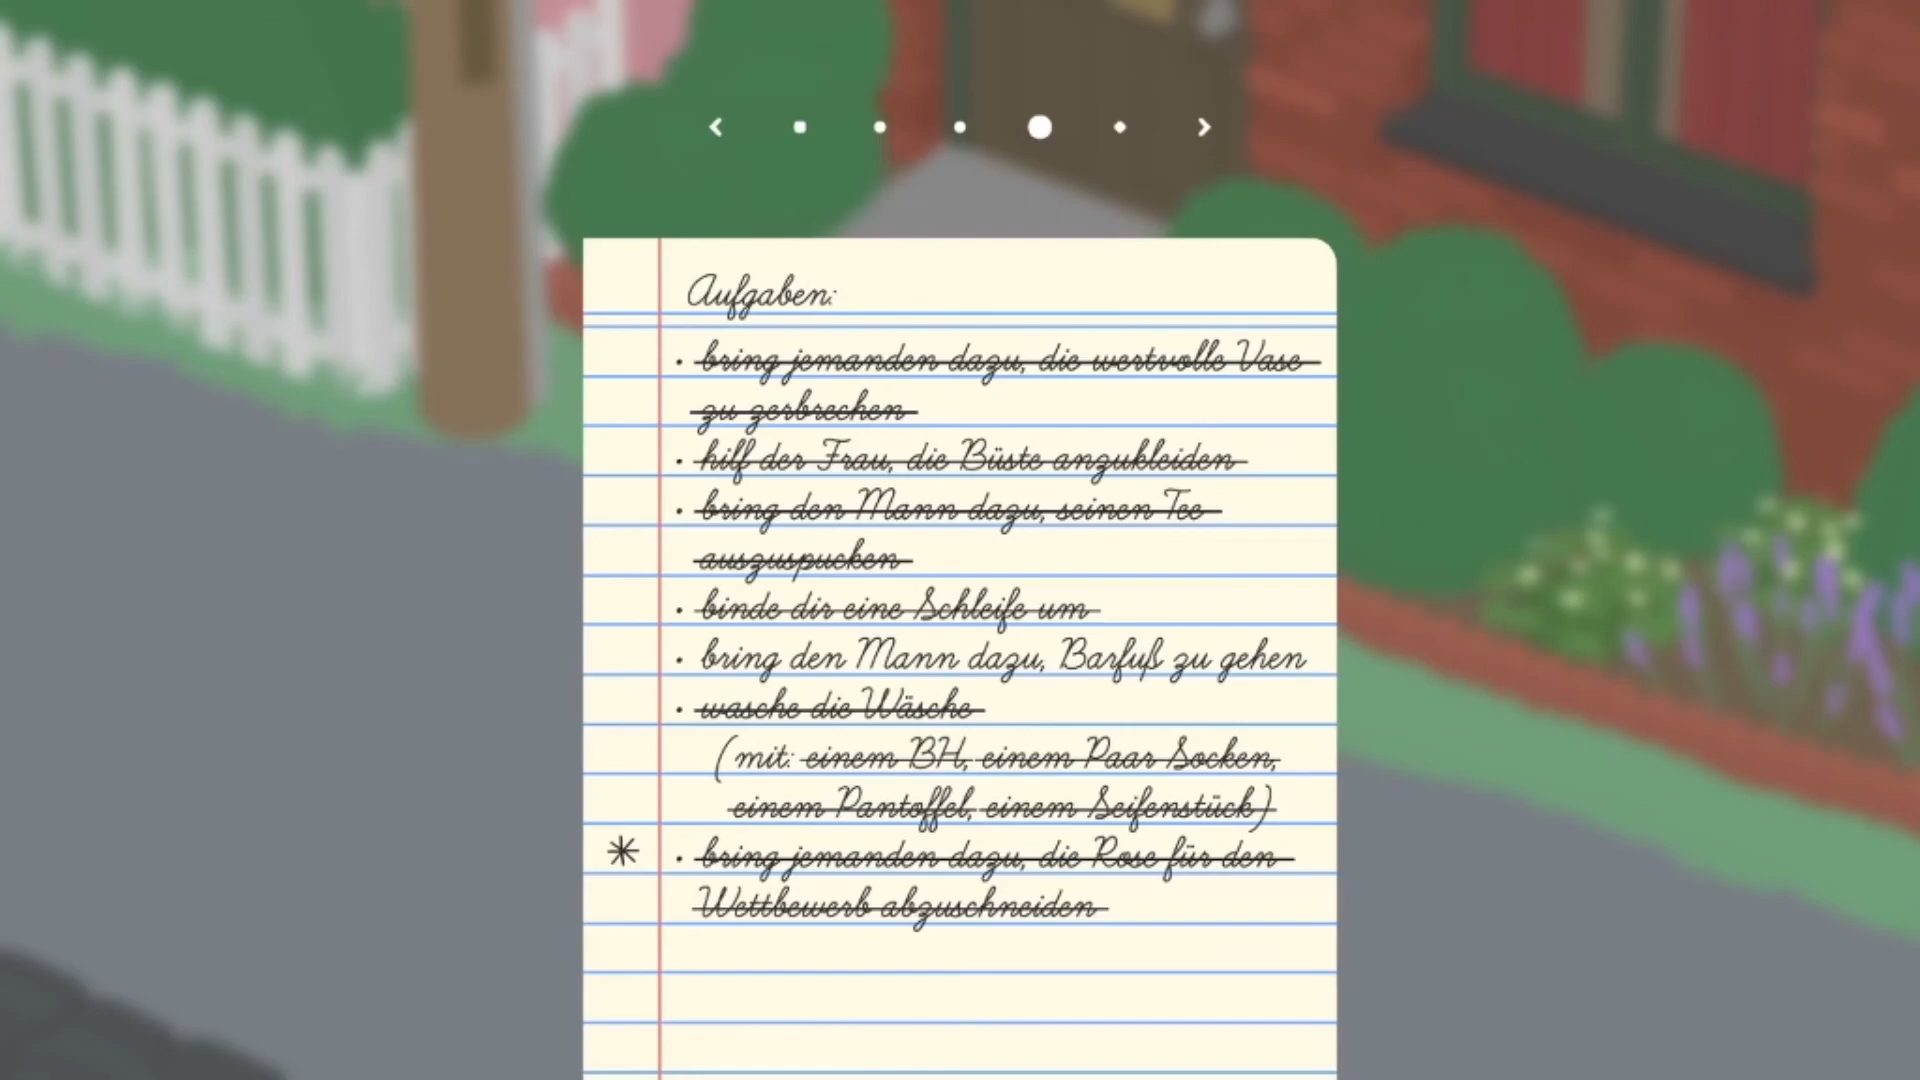 Aufgaben:
• bring jemanden dazu, die wertvolle Vase
zu zerbrechen
• hilf der Frau, die Büste anzukleiden
• bring den Mann dazu, seinen Tee
auszuspucken
• binde dir eine Schleife um
• bring den Mann dazu, Barfuß zu gehen
• wasche die Wäsche
(mit: einem BH, einem Paar Socken,
einem Pantoffel, einem Seifenstück)
* • bring jemanden dazu, die Rose für den
Wettbewerb abzuschneiden